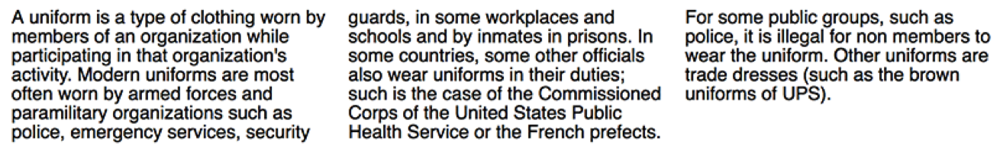 A uniform is a type of clothing worn by
members of an organization while
participating in that organization's
activity. Modern uniforms are most
often worn by armed forces and
paramilitary organizations such as
police, emergency services, security
guards, in some workplaces and
schools and by inmates in prisons. In
some countries, some other officials
also wear uniforms in their duties;
such is the case of the Commissioned
Corps of the United States Public
Health Service or the French prefects.
For some public groups, such as
police, it is illegal for non members to
wear the uniform. Other uniforms are
trade dresses (such as the brown
uniforms of UPS).